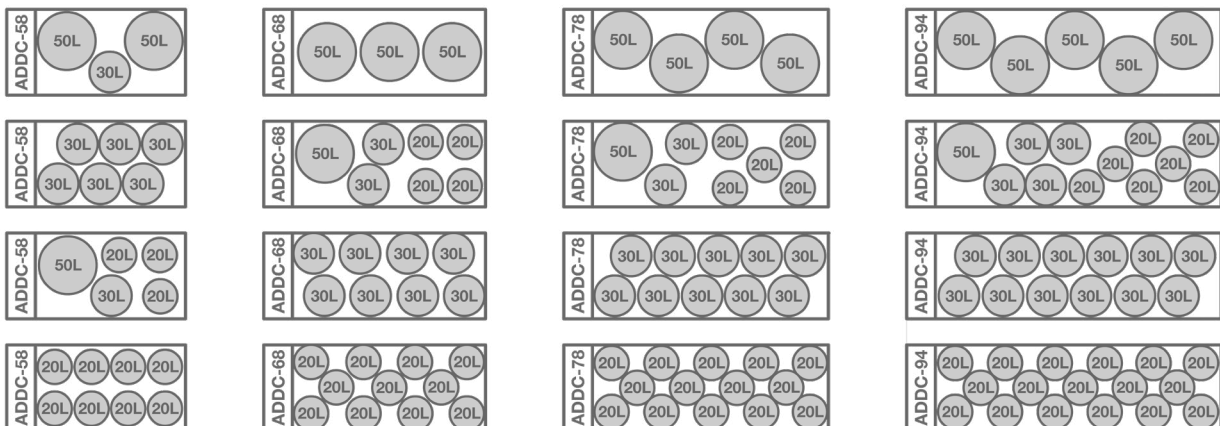 ADDC-58
50L 50L
30L
ADDC-68
50L 50L 50L
ADDC-78
50L 50L
50L 50L
ADDC-94
50L 50L 50L
50L 50L
ADDC-58
30L 30L 30L
30L 30L 30L
ADDC-68
50L 30L 20L 20L
30L 20L 20L
ADDC-78
50L 30L 20L 20L
20L
30L 20L 20L
ADDC-94
50L 30L 30L 20L 20L
20L 20L
30L 30L 20L 20L 20L
ADDC-58
50L 20L 20L
30L 20L
ADDC-68
30L 30L 30L 30L
30L 30L 30L 30L
ADDC-78
30L 30L 30L 30L 30L
30L 30L 30L 30L 30L
ADDC-94
30L 30L 30L 30L 30L 30L
30L 30L 30L 30L 30L 30L
ADDC-58
20L 20L 20L 20L
20L 20L 20L 20L
ADDC-68
20L 20L 20L 20L
20L 20L 20L
20L 20L 20L 20L
ADDC-78
20L 20L 20L 20L 20L
20L 20L 20L 20L
20L 20L 20L 20L 20L
ADDC-94
20L 20L 20L 20L 20L 20L
20L 20L 20L 20L 20L
20L 20L 20L 20L 20L 20L